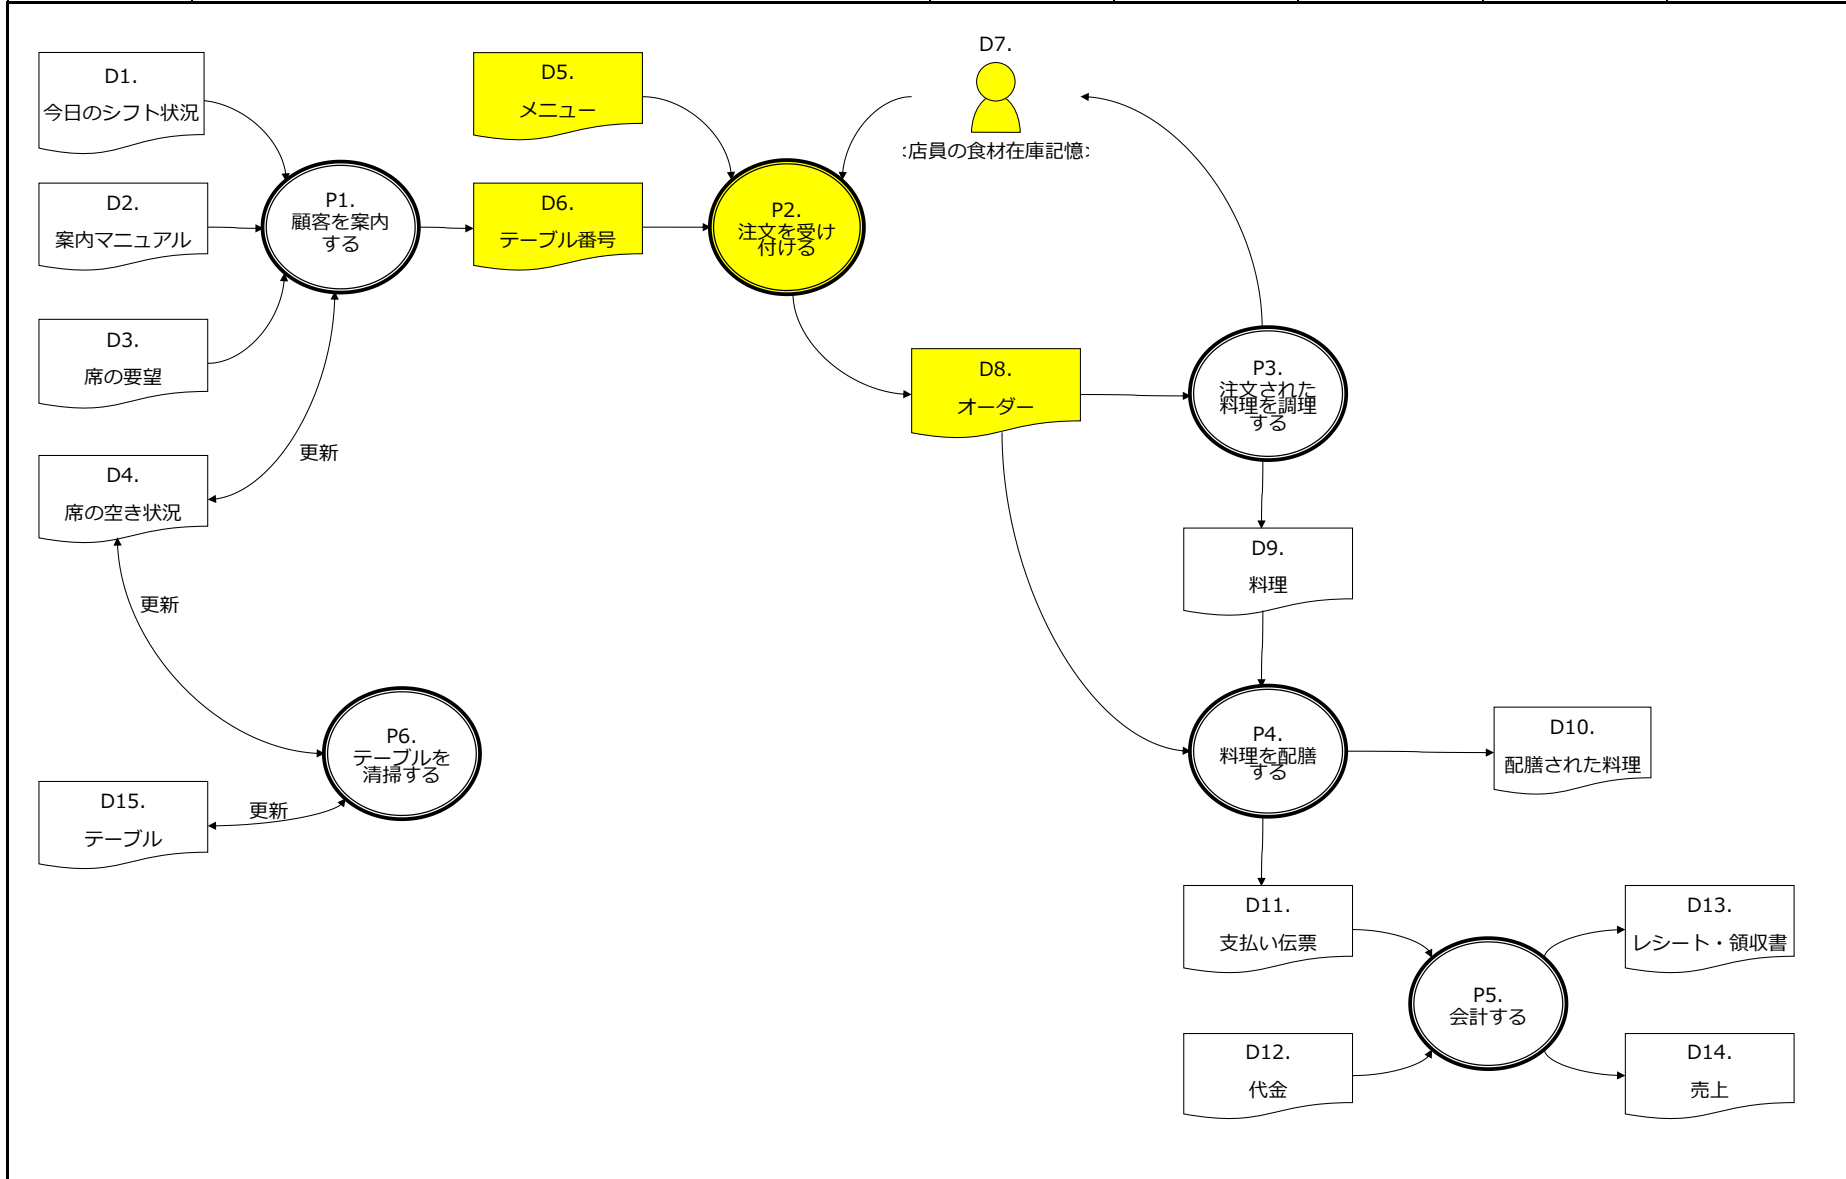 D1.
今日のシフト状況
D2.
案内マニュアル
D3.
席の要望
D4.
席の空き状況
P1.
顧客を案内
する
更新
更新
P6.
テーブルを
清掃する
D15.
テーブル
更新
D5.
メニュー
D6.
テーブル番号
P2.
注文を受け
付ける
D7.
<店員の食材在庫記憶>
D8.
オーダー
P3.
注文された
料理を調理
する
D9.
料理
P4.
料理を配膳
する
D10.
配膳された料理
D11.
支払い伝票
D12.
代金
P5.
会計する
D13.
レシート・領収書
D14.
売上